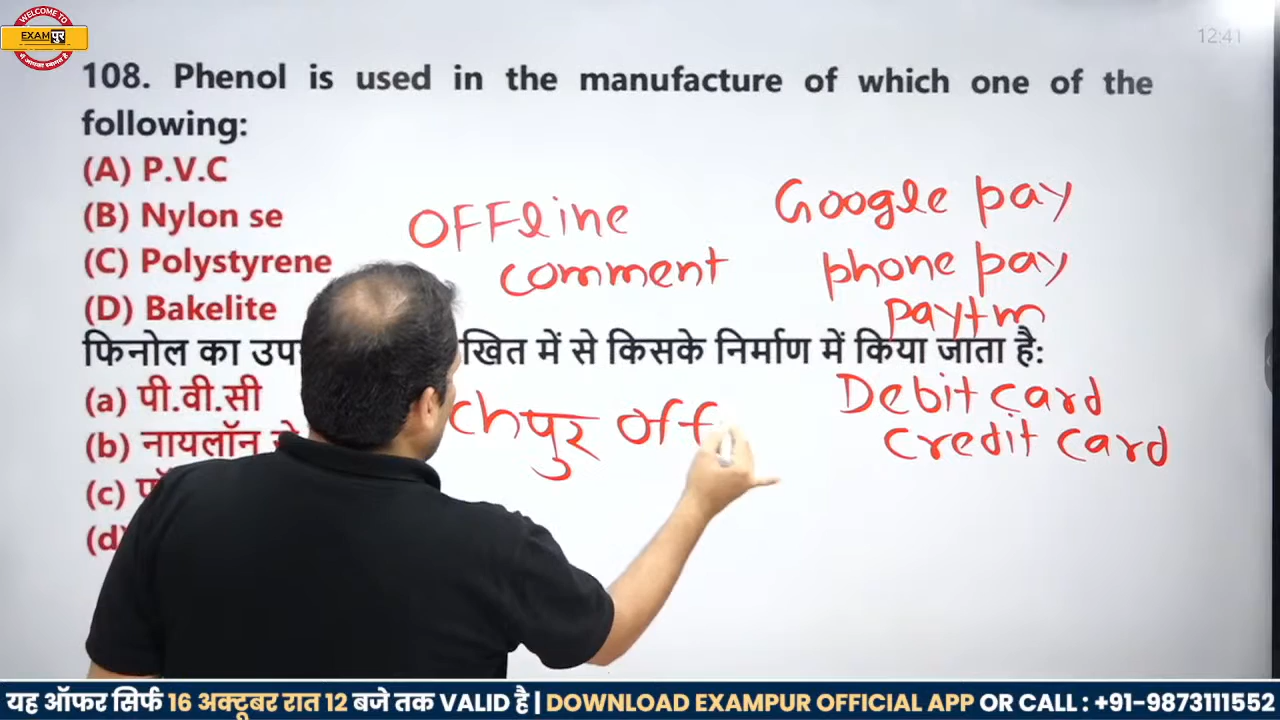 WELCOME TO
EXAMपुर
12:41
108. Phenol is used in the manufacture of which one of the
following:
(A) P.V.C
(B) Nylon se
(C) Polystyrene
(D) Bakelite
OFFline
comment
Google pay
phone pay
paytm
फिनोल का उप
खित में से किसके निर्माण में किया जाता है:
(a) पी.वी.सी
(b) नायलॉन
(c)
(d)
chपुर off
Debit card
credit card
यह ऑफर सिर्फ 16 अक्टूबर रात 12 बजे तक VALID है | DOWNLOAD EXAMPUR OFFICIAL APP OR CALL : +91-9873111552